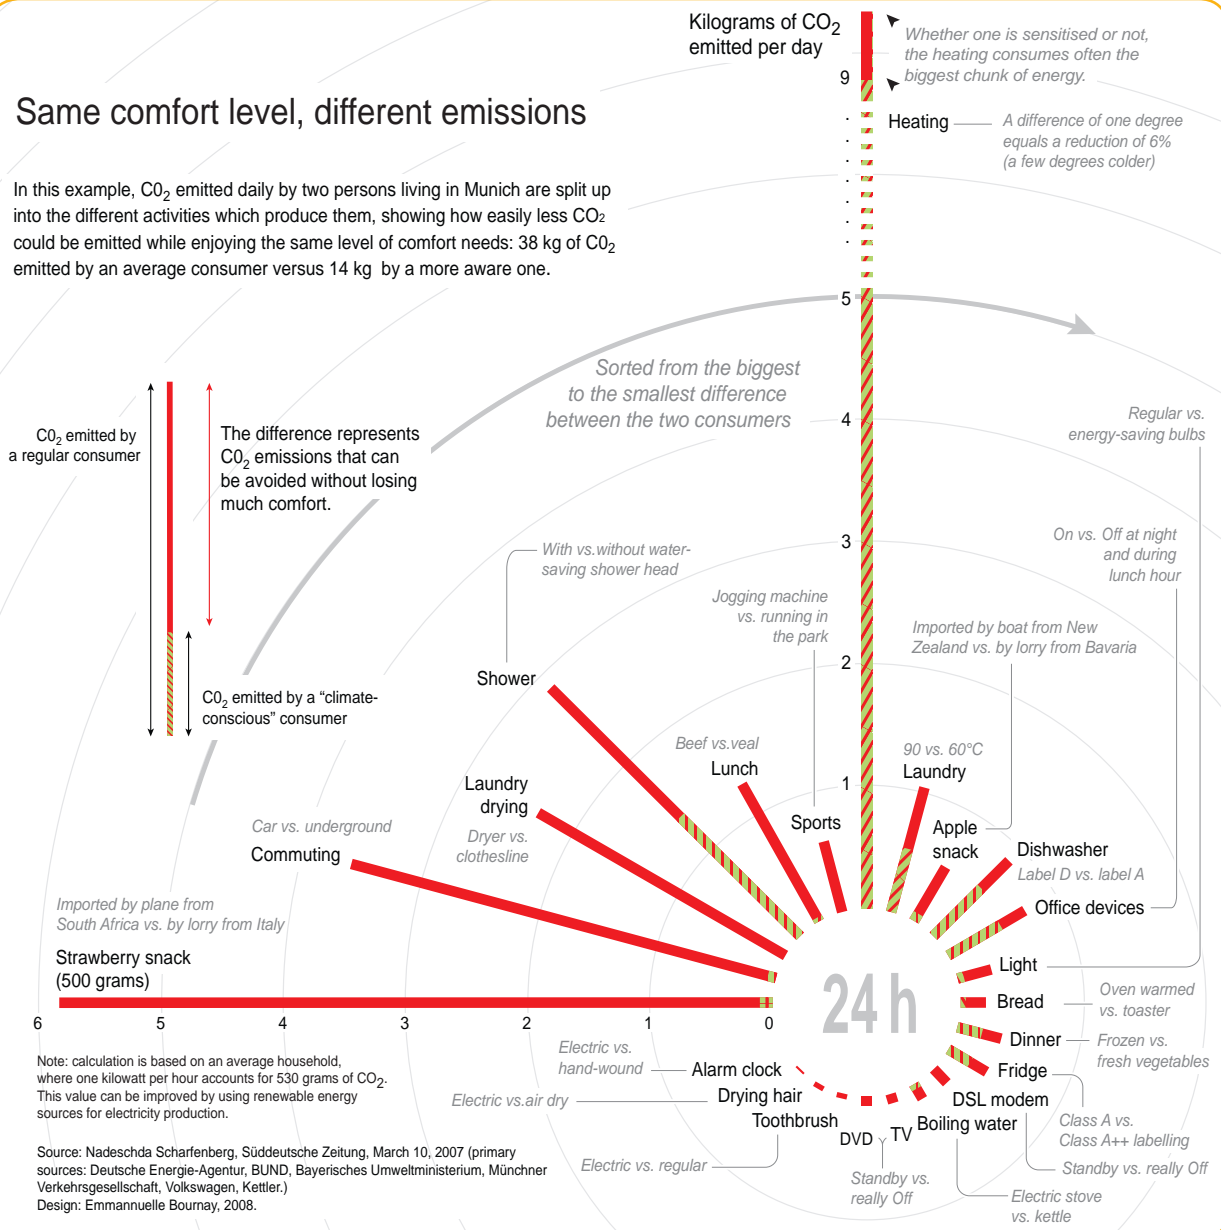 Kilograms of CO2
emitted per day
Whether one is sensitised or not,
the heating consumes often the
biggest chunk of energy.
9
Same comfort level, different emissions
Heating
A difference of one degree
equals a reduction of 6%
(a few degrees colder)
In this example, C02 emitted daily by two persons living in Munich are split up
into the different activities which produce them, showing how easily less CO2
could be emitted while enjoying the same level of comfort needs: 38 kg of C02
emitted by an average consumer versus 14 kg by a more aware one.
5
Sorted from the biggest
to the smallest difference
between the two consumers
4
C02 emitted by
a regular consumer
The difference represents
C02 emissions that can
be avoided without losing
much comfort.
C02 emitted by a “climate-
conscious” consumer
Regular vs.
energy-saving bulbs
3
On vs. Off at night
and during
lunch hour
With vs.without water-
saving shower head
Shower
Jogging machine
vs. running in
the park
Sports
Imported by boat from New
Zealand vs. by lorry from Bavaria
2
Beef vs.veal
Lunch
90 vs. 60°C
Laundry
1
Laundry
drying
Dryer vs.
clothesline
Apple
snack
Car vs. underground
Commuting
Dishwasher
Label D vs. label A
Office devices
Imported by plane from
South Africa vs. by lorry from Italy
Strawberry snack
(500 grams)
24 h
Light
Bread
Oven warmed
vs. toaster
6
5
4
3
2
1
0
Dinner
Frozen vs.
fresh vegetables
Fridge
Class A vs.
Class A++ labelling
DSL modem
Standby vs. really Off
Boiling water
Electric stove
vs. kettle
TV
DVD
Standby vs.
really Off
Electric vs.
hand-wound
Alarm clock
Electric vs.air dry
Drying hair
Toothbrush
Electric vs. regular
Note: calculation is based on an average household,
where one kilowatt per hour accounts for 530 grams of CO2.
This value can be improved by using renewable energy
sources for electricity production.
Source: Nadeschda Scharfenberg, Süddeutsche Zeitung, March 10, 2007 (primary
sources: Deutsche Energie-Agentur, BUND, Bayerisches Umweltministerium, Münchner
Verkehrsgesellschaft, Volkswagen, Kettler.)
Design: Emmannuelle Bournay, 2008.